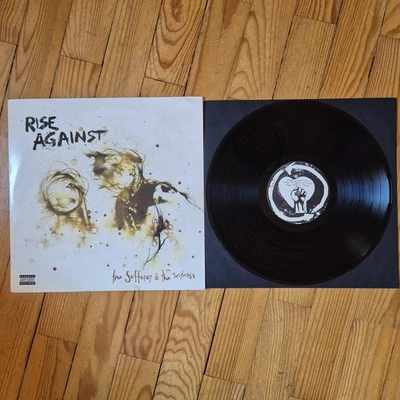 RISE
AGAINST
the Sufferer & the Witness